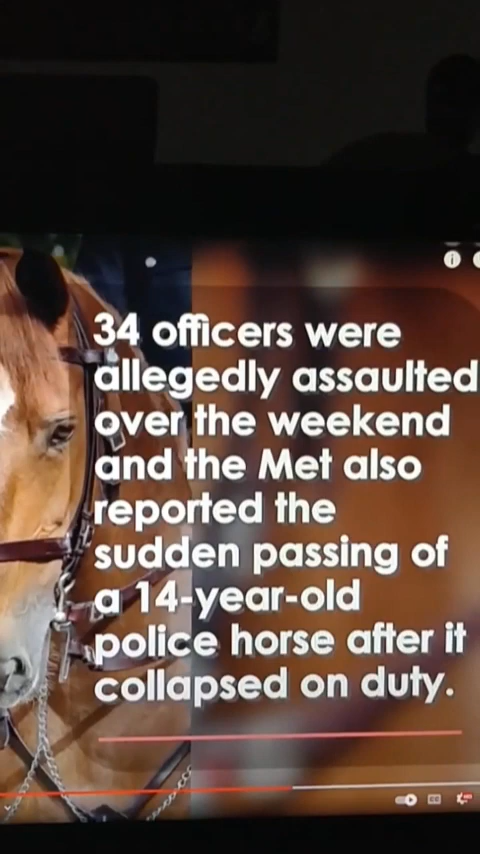 34 officers were
allegedly assaulted
over the weekend
and the Met also
reported the
sudden passing of
a 14-year-old
police horse after it
collapsed on duty.